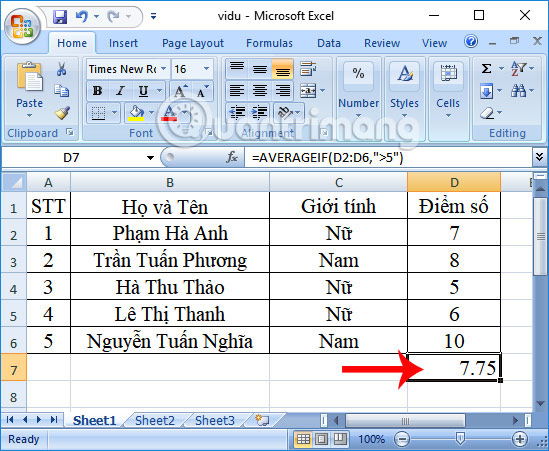 vidu - Microsoft Excel
Home Insert Page Layout Formulas Data Review View
Times New Ro 16
Paste B I U A A A % Number Styles Cells Σ
Clipboard Font Alignment Editing
Quantrimang
D7 fx =AVERAGEIF(D2:D6,">5")
A B C D E
1 STT Họ và Tên Giới tính Điểm số
2 1 Phạm Hà Anh Nữ 7
3 2 Trần Tuấn Phương Nam 8
4 3 Hà Thu Thảo Nữ 5
5 4 Lê Thị Thanh Nữ 6
6 5 Nguyễn Tuấn Nghĩa Nam 10
7 7.75
8
Sheet1 Sheet2 Sheet3
Ready 100%